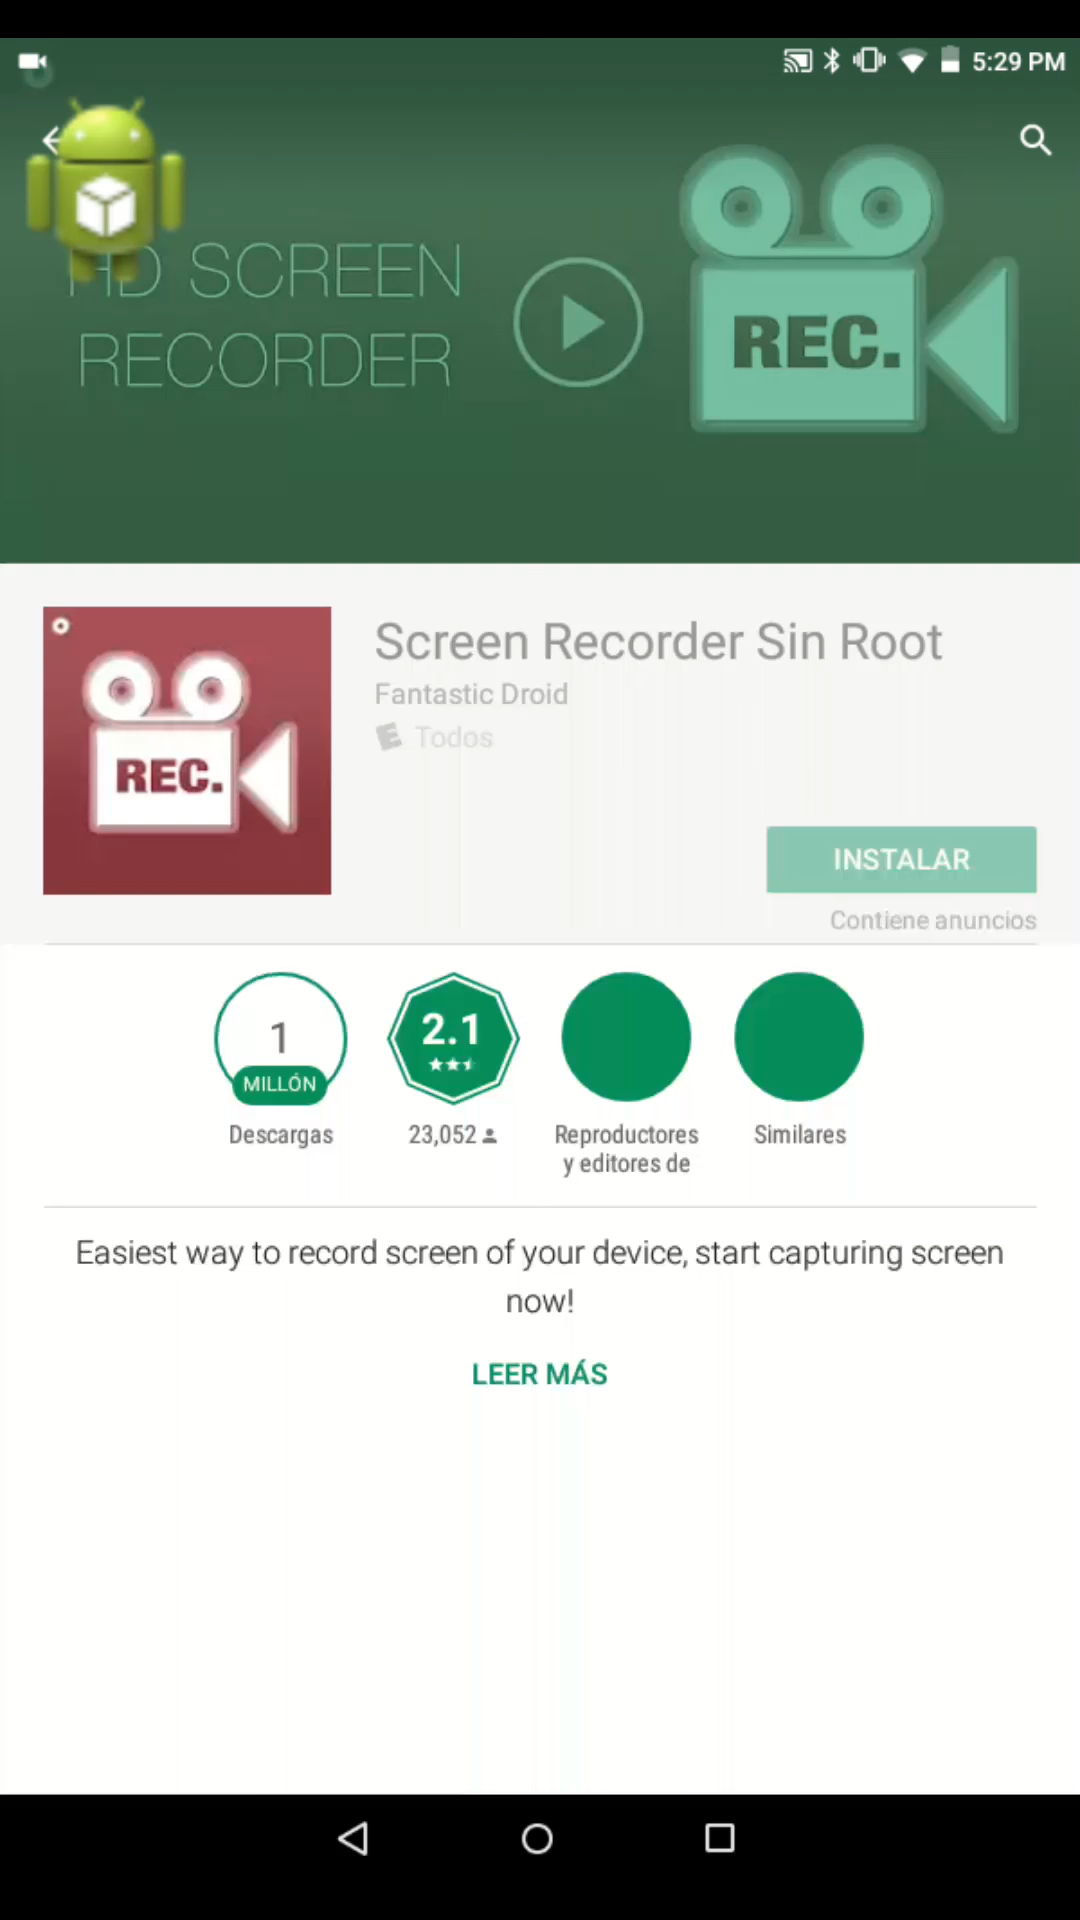 5:29 PM
HD SCREEN
RECORDER
REC.
REC.
Screen Recorder Sin Root
Fantastic Droid
E Todos
INSTALAR
Contiene anuncios
1
MILLÓN
2.1
Descargas
23,052
Reproductores
y editores de
Similares
Easiest way to record screen of your device, start capturing screen
now!
LEER MÁS